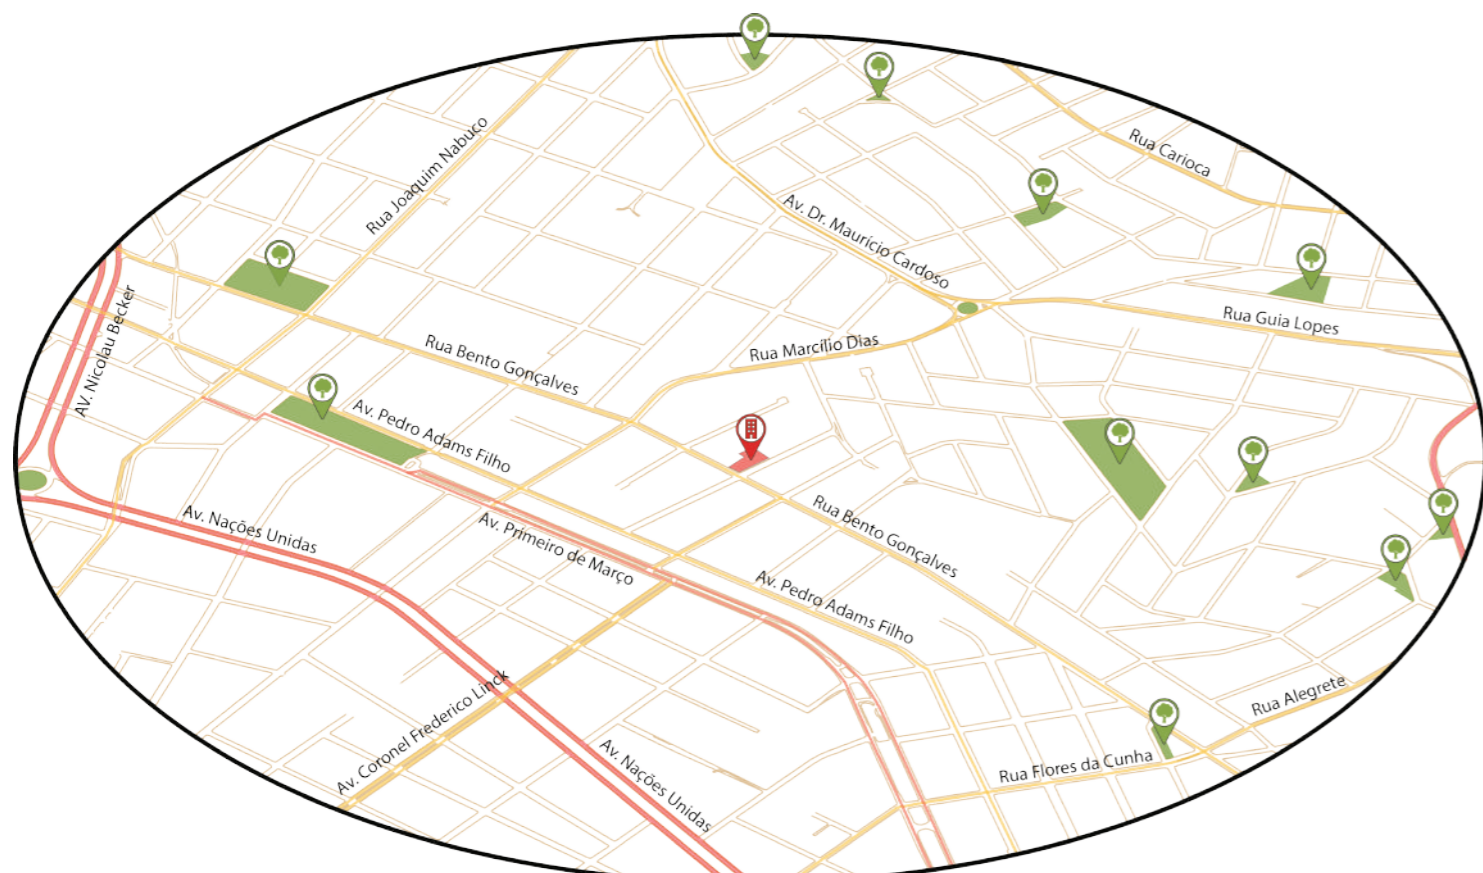 Rua Carioca
Rua Joaquim Nabuco
Av. Dr. Maurício Cardoso
AV. Nicolau Becker
Rua Guia Lopes
Rua Bento Gonçalves
Rua Marcílio Dias
Av. Pedro Adams Filho
Av. Nações Unidas
Av. Primeiro de Março
Rua Bento Gonçalves
Av. Pedro Adams Filho
Av. Coronel Frederico Linck
Rua Alegrete
Av. Nações Unidas
Rua Flores da Cunha